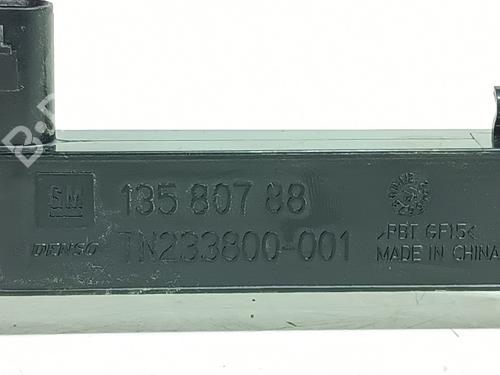 GM 135 807 88
DENSO TN233800-001
>PBT GF15<
MADE IN CHINA